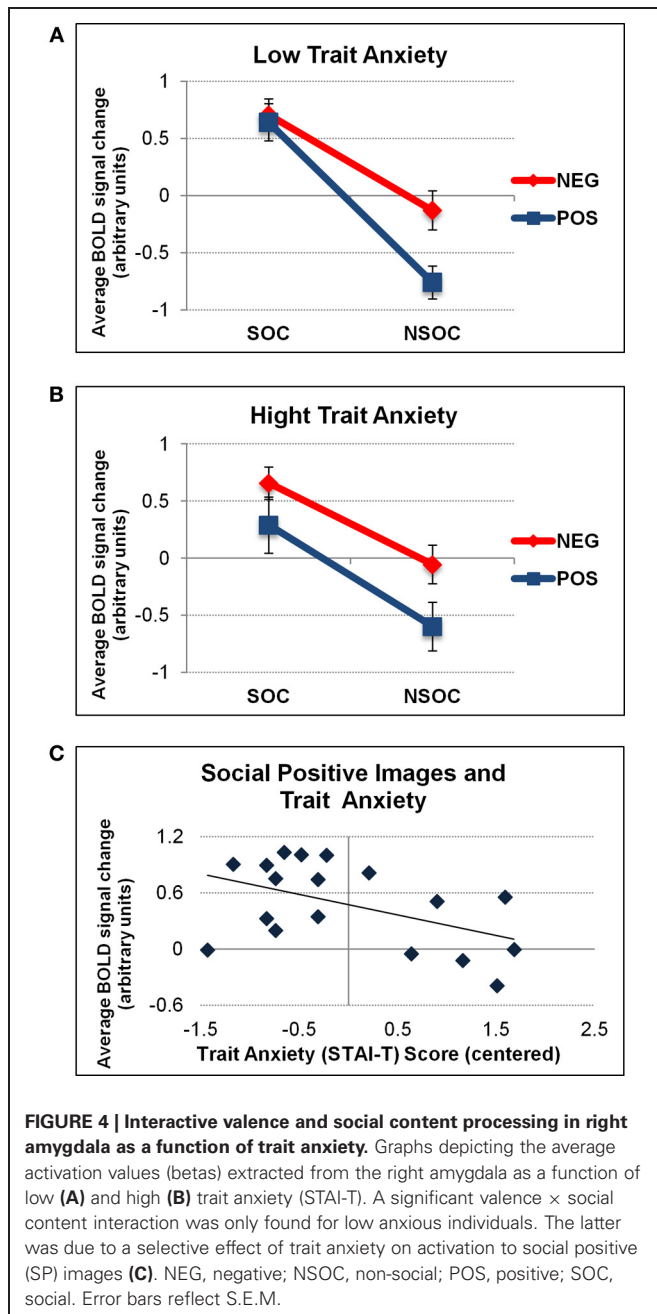 A
Low Trait Anxiety
Average BOLD signal change
(arbitrary units)
1
0.5
0
-0.5
-1
SOC
NSOC
NEG
POS
B
Hight Trait Anxiety
Average BOLD signal change
(arbitrary units)
1
0.5
0
-0.5
-1
SOC
NSOC
NEG
POS
C
Social Positive Images and
Trait Anxiety
Average BOLD signal change
(arbitrary units)
1.2
0.6
0
-0.6
-1.5
-0.5
0.5
1.5
2.5
Trait Anxiety (STAI-T) Score (centered)
FIGURE 4 | Interactive valence and social content processing in right
amygdala as a function of trait anxiety. Graphs depicting the average
activation values (betas) extracted from the right amygdala as a function of
low (A) and high (B) trait anxiety (STAI-T). A significant valence × social
content interaction was only found for low anxious individuals. The latter
was due to a selective effect of trait anxiety on activation to social positive
(SP) images (C). NEG, negative; NSOC, non-social; POS, positive; SOC,
social. Error bars reflect S.E.M.